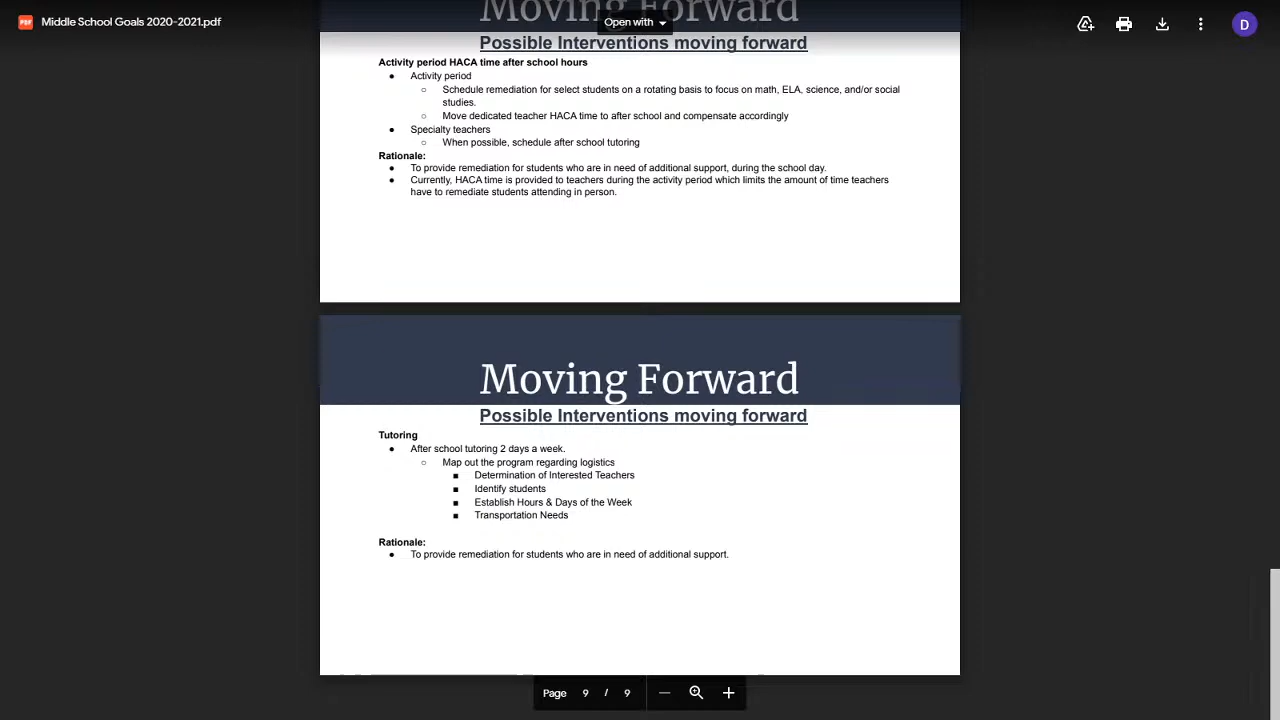 Moving Forward
PDF Middle School Goals 2020-2021.pdf
Open with
D
Possible Interventions moving forward
Activity period HACA time after school hours
● Activity period
○ Schedule remediation for select students on a rotating basis to focus on math, ELA, science, and/or social
studies.
○ Move dedicated teacher HACA time to after school and compensate accordingly
● Specialty teachers
○ When possible, schedule after school tutoring
Rationale:
● To provide remediation for students who are in need of additional support, during the school day.
● Currently, HACA time is provided to teachers during the activity period which limits the amount of time teachers
have to remediate students attending in person.
Moving Forward
Possible Interventions moving forward
Tutoring
● After school tutoring 2 days a week.
○ Map out the program regarding logistics
■ Determination of Interested Teachers
■ Identify students
■ Establish Hours & Days of the Week
■ Transportation Needs
Rationale:
● To provide remediation for students who are in need of additional support.
Page 9 / 9